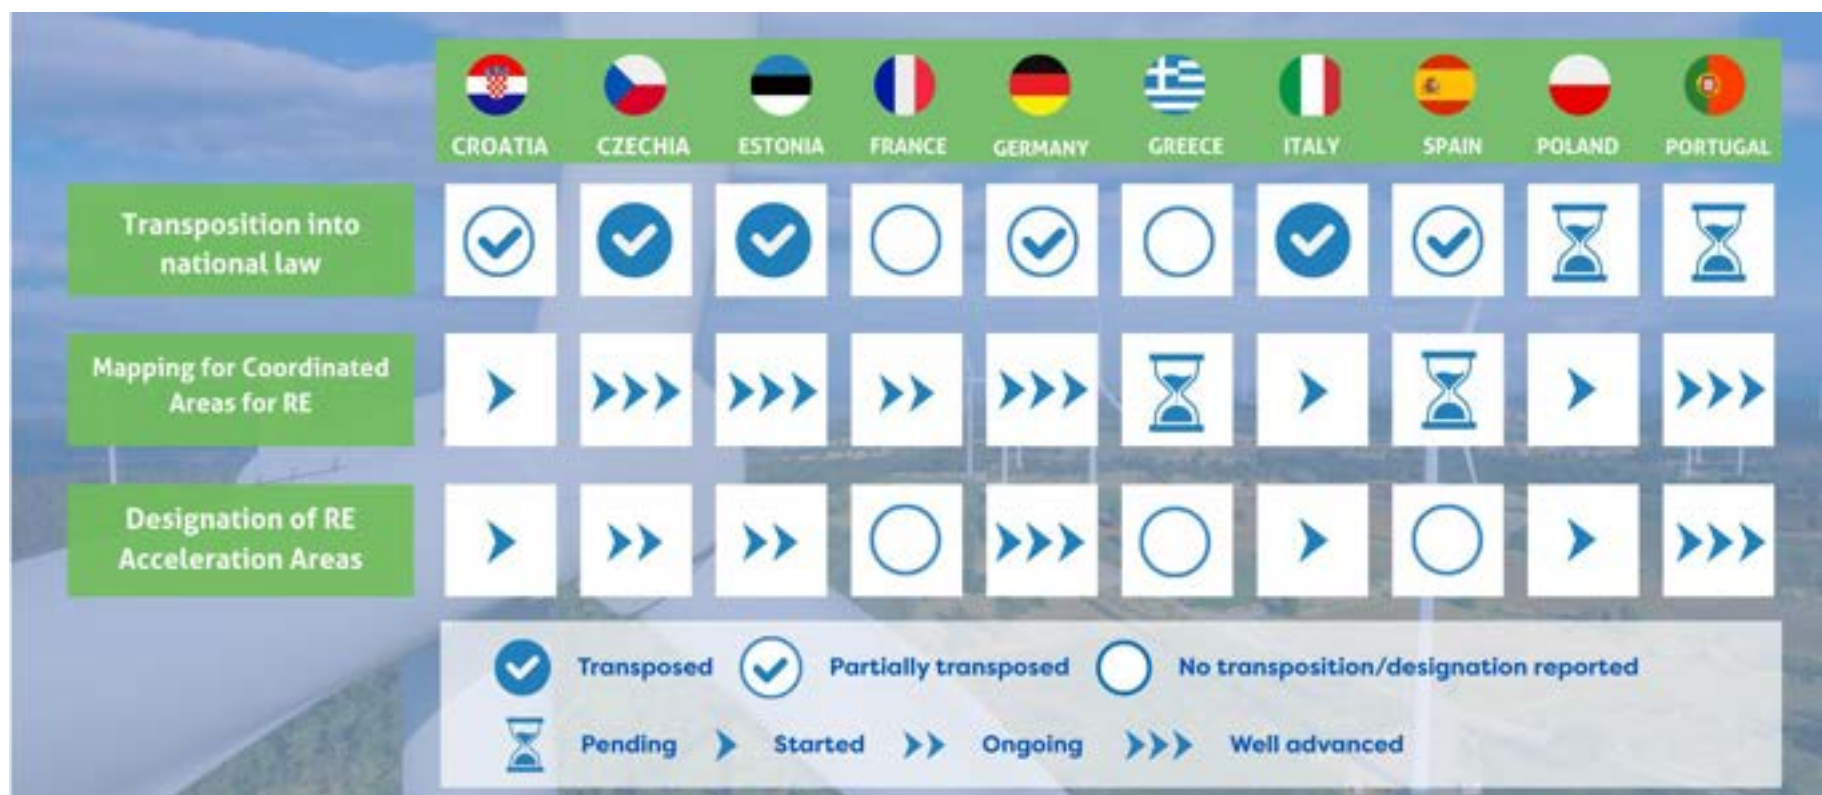 CROATIA CZECHIA ESTONIA FRANCE GERMANY GREECE ITALY SPAIN POLAND PORTUGAL
Transposition into
national law
Mapping for Coordinated
Areas for RE
Designation of RE
Acceleration Areas
Transposed Partially transposed No transposition/designation reported
Pending Started Ongoing Well advanced